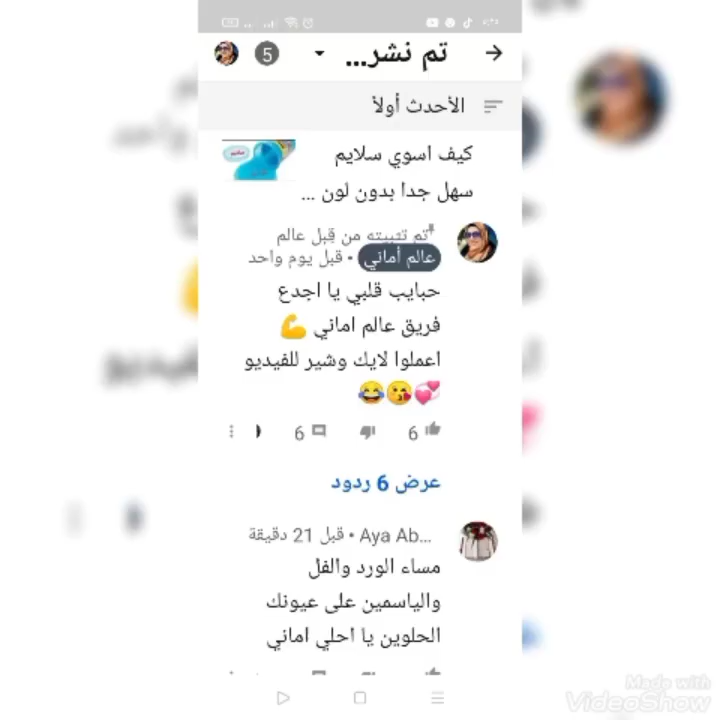 تم نشر...
5
الأحدث أولاً
كيف اسوي سلايم
سهل جدا بدون لون ...
تم تثبيته من قِبل عالم
عالم أماني • قبل يوم واحد
حبايب قلبي يا اجدع
فريق عالم اماني 💪
اعملوا لايك وشير للفيديو
💞😘😂
6 6
عرض 6 ردود
Aya Ab... • قبل 21 دقيقة
مساء الورد والفل
والياسمين على عيونك
الحلوين يا احلي اماني
Made with
VideoShow